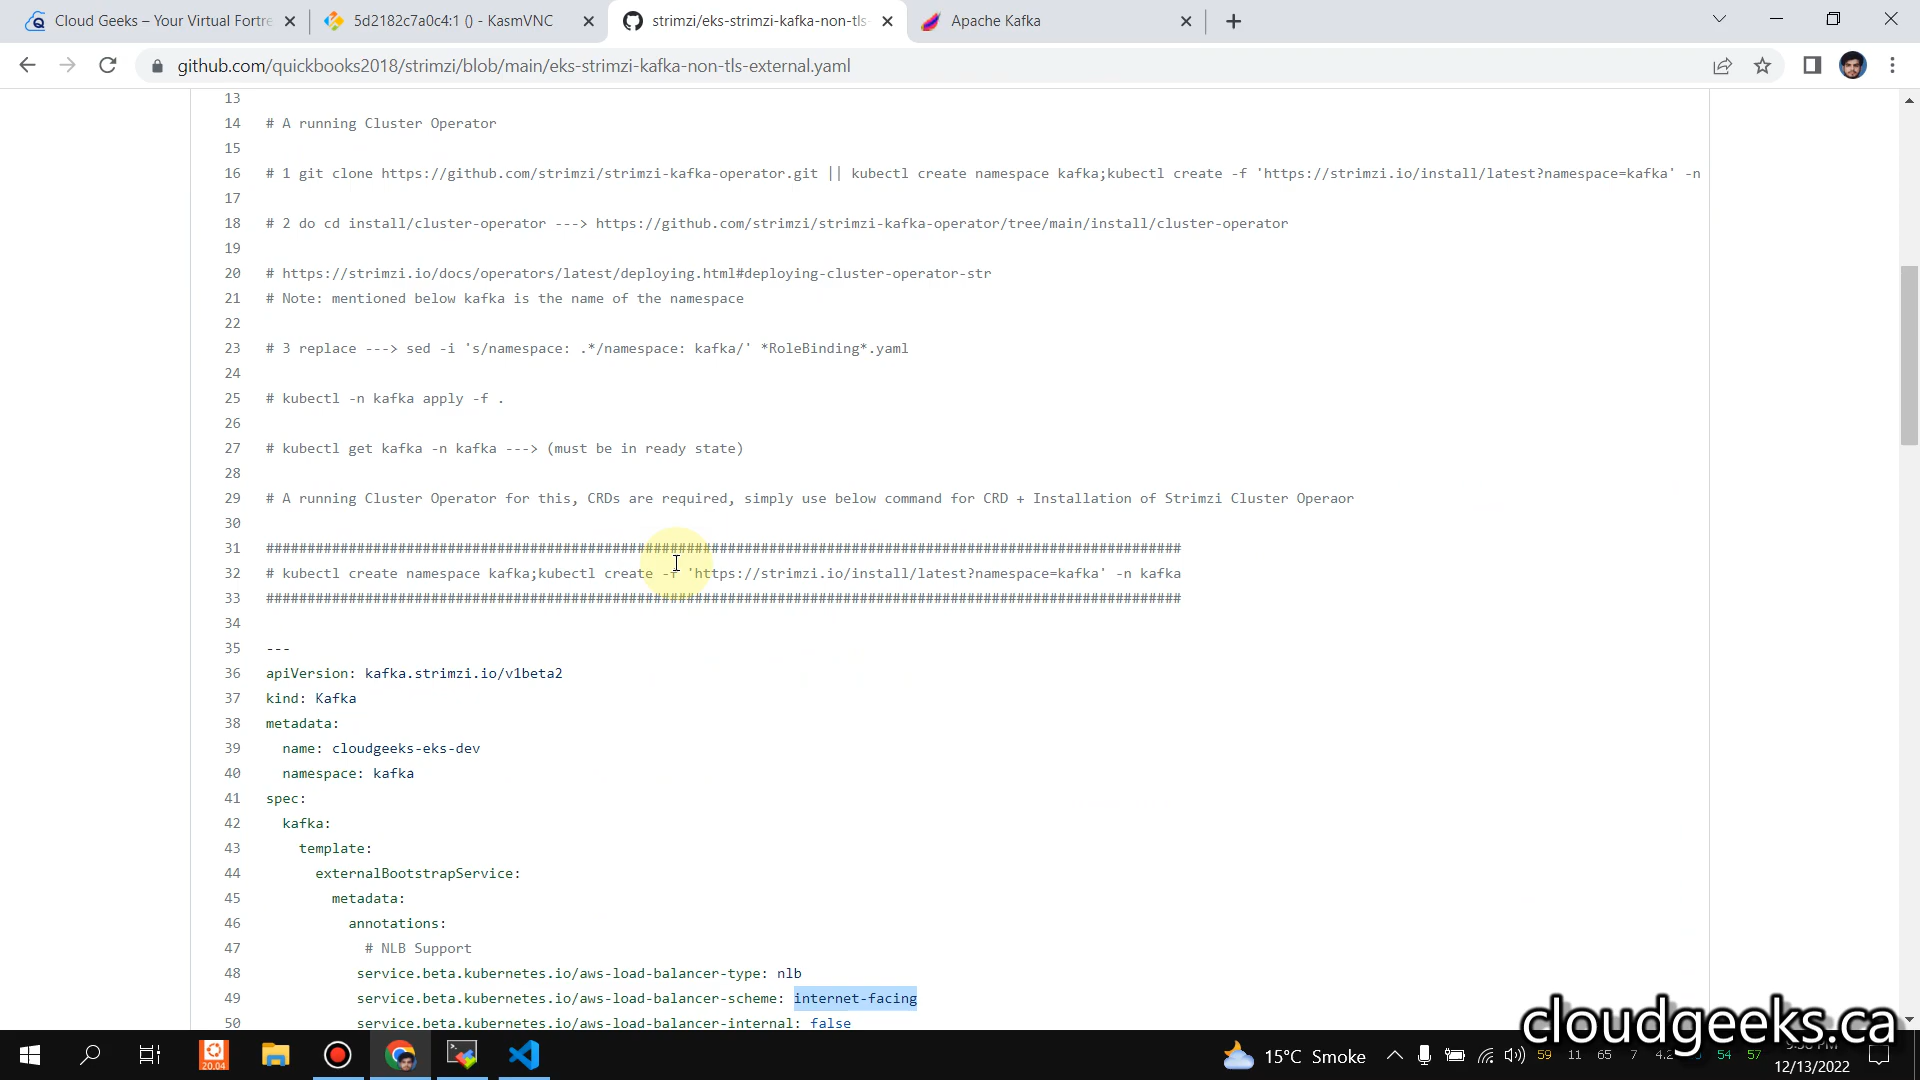 Cloud Geeks – Your Virtual Fortre
5d2182c7a0c4:1 () - KasmVNC
strimzi/eks-strimzi-kafka-non-tls-
Apache Kafka
github.com/quickbooks2018/strimzi/blob/main/eks-strimzi-kafka-non-tls-external.yaml
13
14 # A running Cluster Operator
15
16 # 1 git clone https://github.com/strimzi/strimzi-kafka-operator.git || kubectl create namespace kafka;kubectl create -f 'https://strimzi.io/install/latest?namespace=kafka' -n
17
18 # 2 do cd install/cluster-operator ---> https://github.com/strimzi/strimzi-kafka-operator/tree/main/install/cluster-operator
19
20 # https://strimzi.io/docs/operators/latest/deploying.html#deploying-cluster-operator-str
21 # Note: mentioned below kafka is the name of the namespace
22
23 # 3 replace ---> sed -i 's/namespace: .*/namespace: kafka/' *RoleBinding*.yaml
24
25 # kubectl -n kafka apply -f .
26
27 # kubectl get kafka -n kafka ---> (must be in ready state)
28
29 # A running Cluster Operator for this, CRDs are required, simply use below command for CRD + Installation of Strimzi Cluster Operaor
30
31 ###############################################################################################################
32 # kubectl create namespace kafka;kubectl create -f 'https://strimzi.io/install/latest?namespace=kafka' -n kafka
33 ###############################################################################################################
34
35 ---
36 apiVersion: kafka.strimzi.io/v1beta2
37 kind: Kafka
38 metadata:
39 name: cloudgeeks-eks-dev
40 namespace: kafka
41 spec:
42 kafka:
43 template:
44 externalBootstrapService:
45 metadata:
46 annotations:
47 # NLB Support
48 service.beta.kubernetes.io/aws-load-balancer-type: nlb
49 service.beta.kubernetes.io/aws-load-balancer-scheme: internet-facing
50 service.beta.kubernetes.io/aws-load-balancer-internal: false
cloudgeeks.ca
20.04
15°C Smoke
59 11 65 7 4.2 54 57
12/13/2022